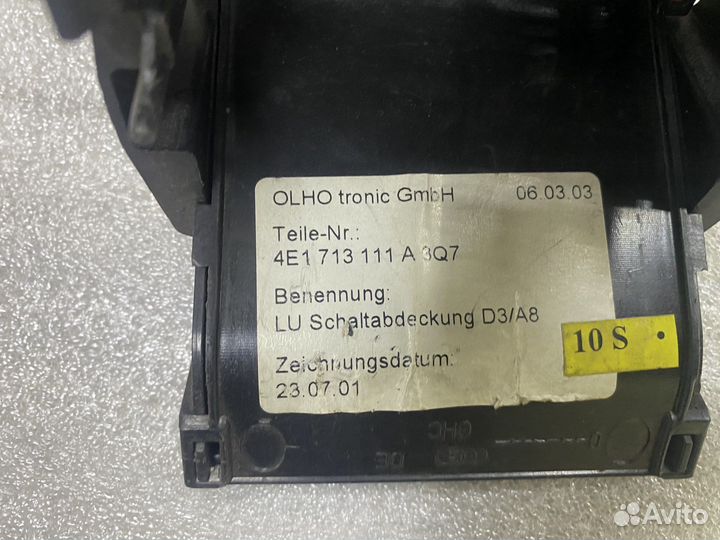 OLHO tronic GmbH 06.03.03
Teile-Nr.:
4E1 713 111 A 3Q7
Benennung:
LU Schaltabdeckung D3/A8
Zeichnungsdatum:
23.07.01
10 S
Avito